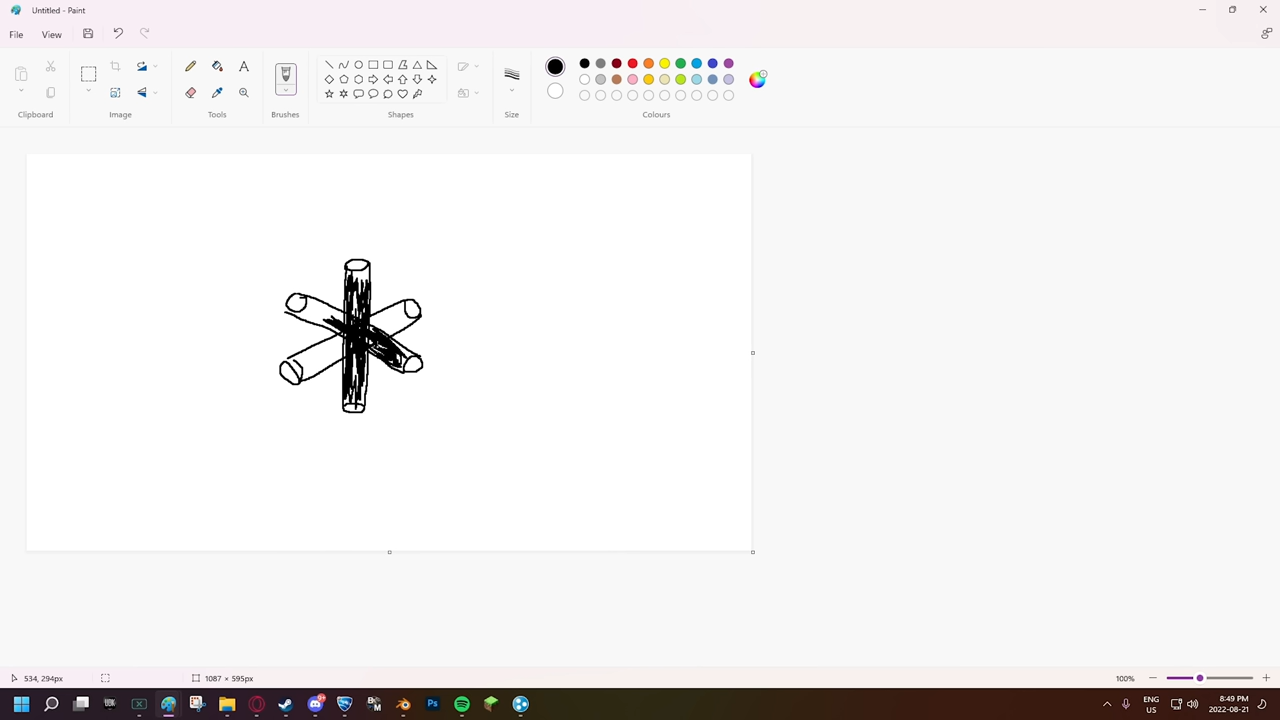 Untitled - Paint
File View
A
Clipboard Image Tools Brushes Shapes Size Colours
534, 294px 1087 × 595px 100%
ENG 8:49 PM
US 2022-08-21